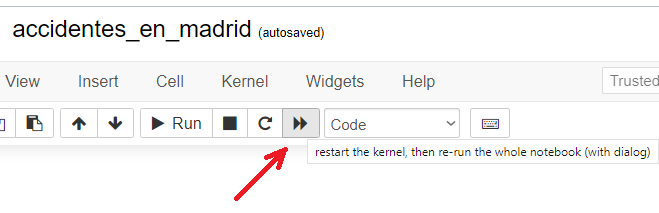 accidentes_en_madrid (autosaved)
View Insert Cell Kernel Widgets Help Trusted
Run Code
restart the kernel, then re-run the whole notebook (with dialog)